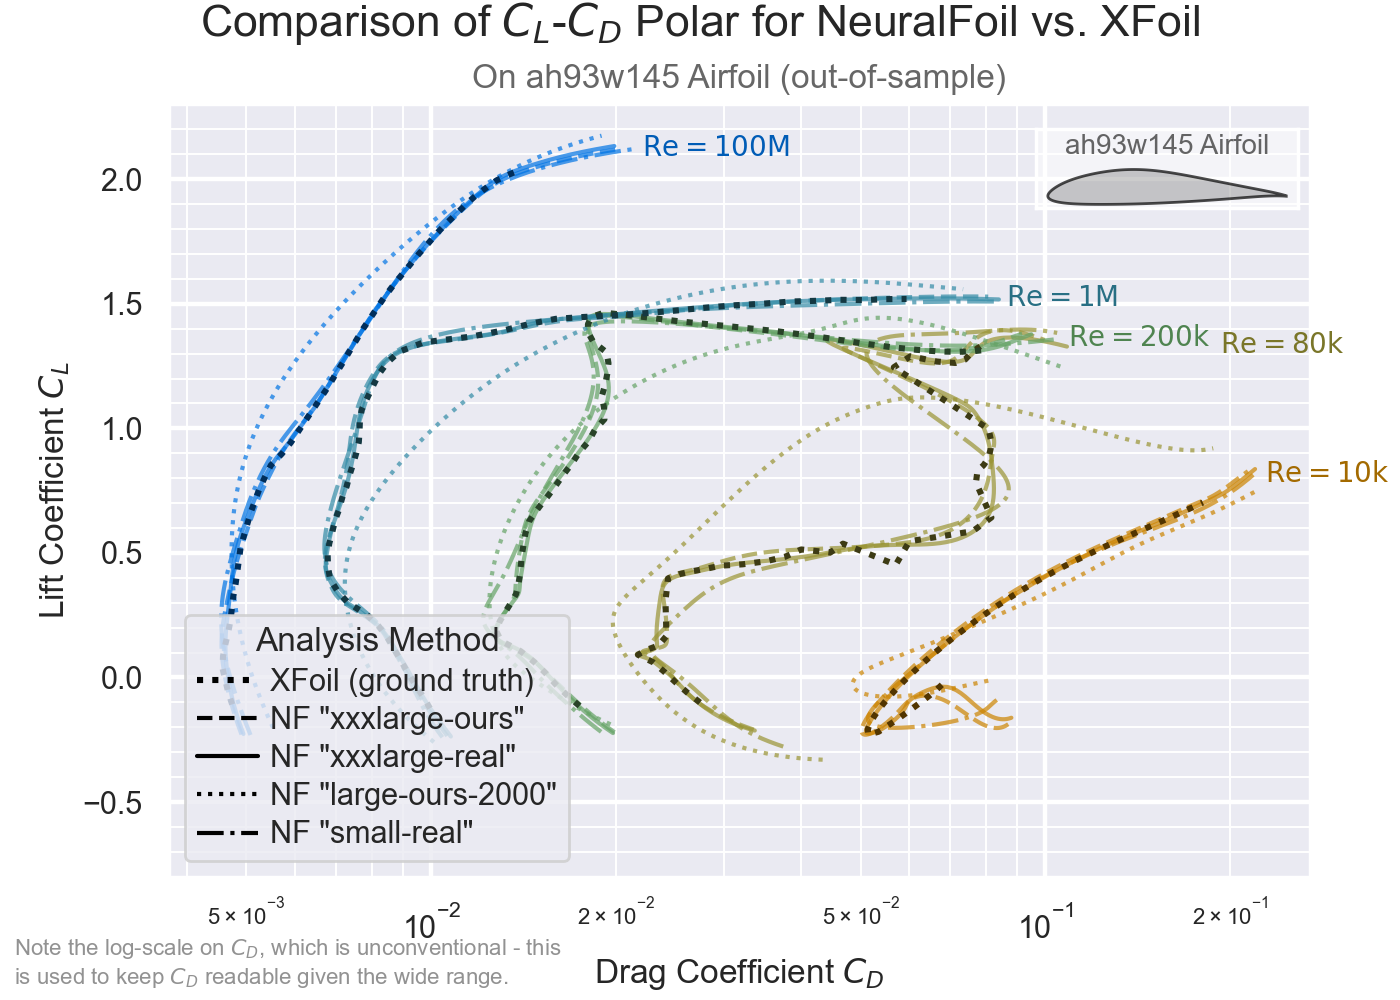 Comparison of C_L-C_D Polar for NeuralFoil vs. XFoil
On ah93w145 Airfoil (out-of-sample)
Re = 100M
ah93w145 Airfoil
Re = 1M
Re = 200k
Re = 80k
Re = 10k
Lift Coefficient C_L
2.0
1.5
1.0
0.5
0.0
−0.5
Analysis Method
XFoil (ground truth)
NF "xxxlarge-ours"
NF "xxxlarge-real"
NF "large-ours-2000"
NF "small-real"
5 × 10⁻³
10⁻²
2 × 10⁻²
5 × 10⁻²
10⁻¹
2 × 10⁻¹
Drag Coefficient C_D
Note the log-scale on C_D, which is unconventional - this
is used to keep C_D readable given the wide range.